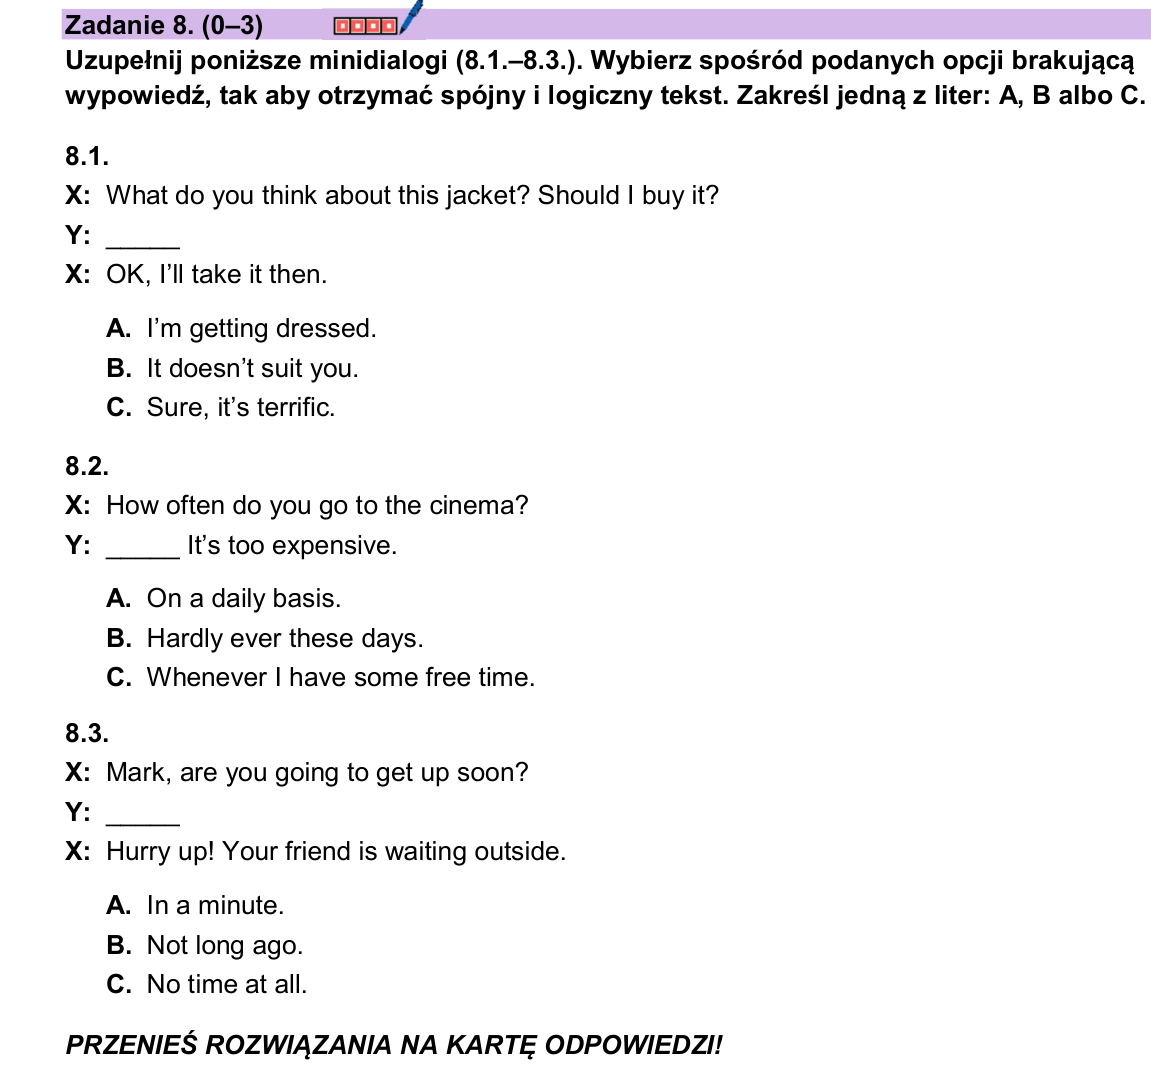 Zadanie 8. (0–3)
Uzupełnij poniższe minidialogi (8.1.–8.3.). Wybierz spośród podanych opcji brakującą
wypowiedź, tak aby otrzymać spójny i logiczny tekst. Zakreśl jedną z liter: A, B albo C.
8.1.
X: What do you think about this jacket? Should I buy it?
Y: _____
X: OK, I’ll take it then.
A. I’m getting dressed.
B. It doesn’t suit you.
C. Sure, it’s terrific.
8.2.
X: How often do you go to the cinema?
Y: _____ It’s too expensive.
A. On a daily basis.
B. Hardly ever these days.
C. Whenever I have some free time.
8.3.
X: Mark, are you going to get up soon?
Y: _____
X: Hurry up! Your friend is waiting outside.
A. In a minute.
B. Not long ago.
C. No time at all.
PRZENIEŚ ROZWIĄZANIA NA KARTĘ ODPOWIEDZI!